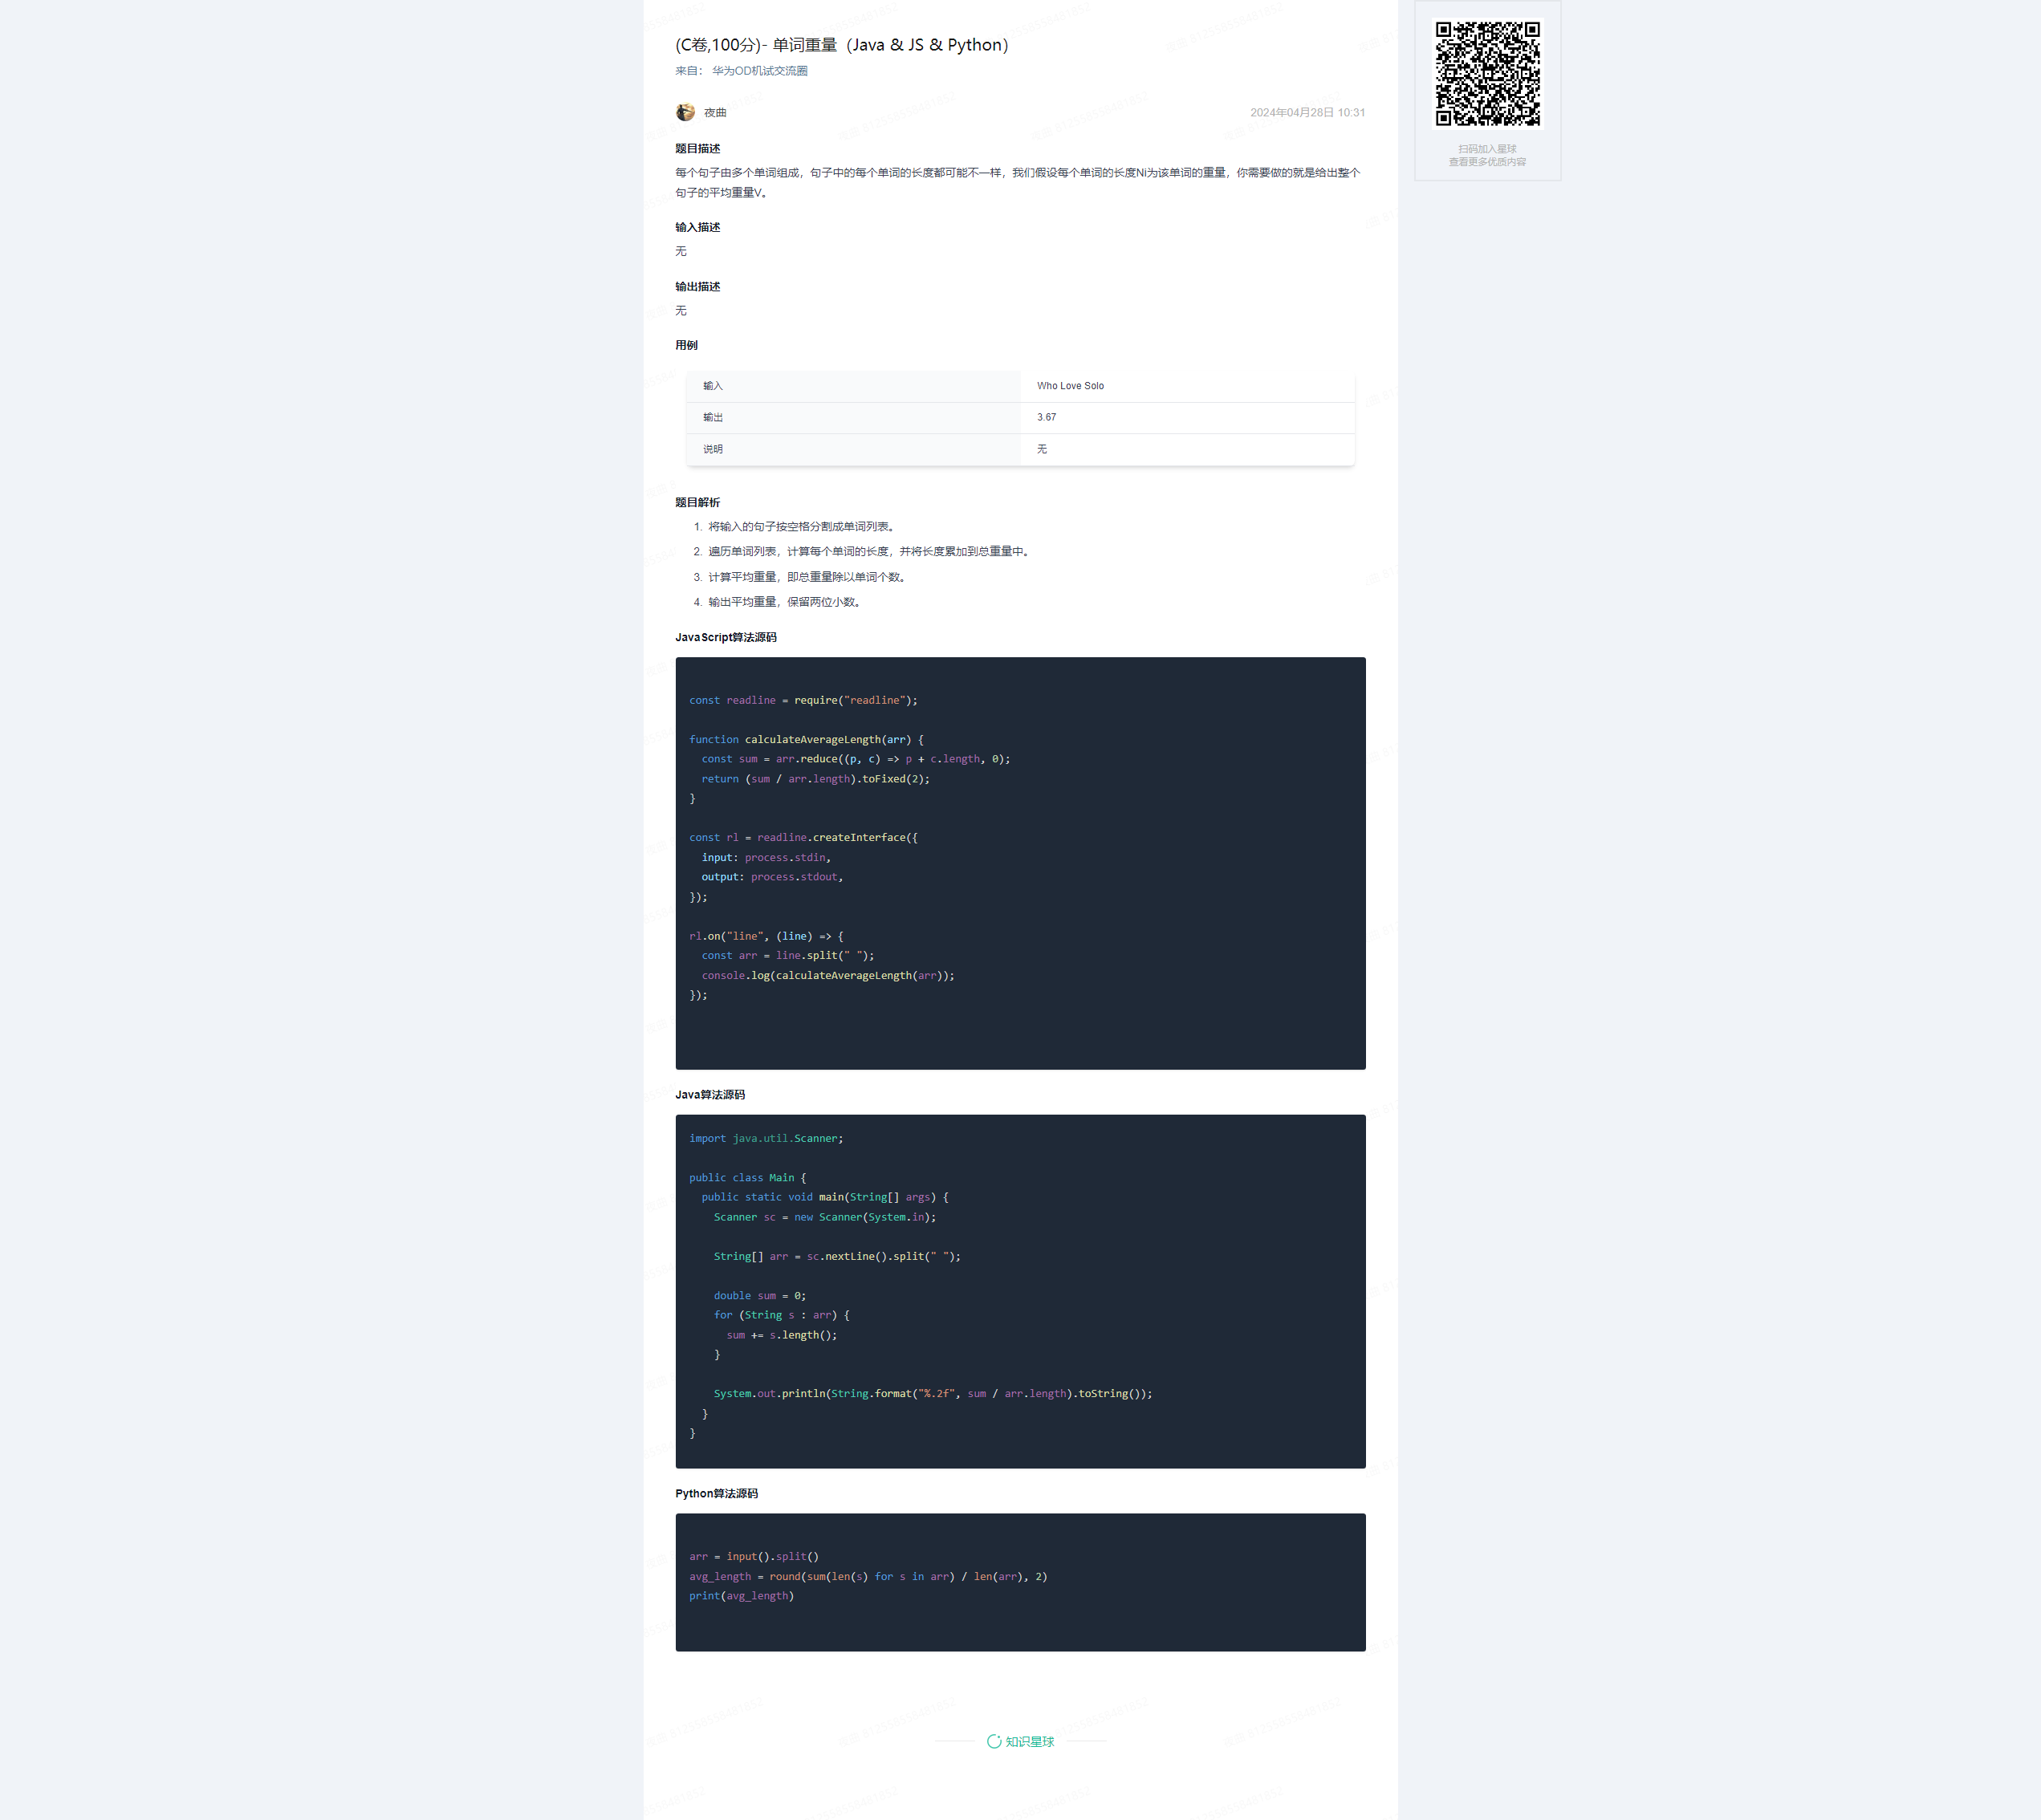 (C卷,100分)- 单词重量（Java & JS & Python）
来自： 华为OD机试交流圈
夜曲
2024年04月28日 10:31
扫码加入星球
查看更多优质内容
题目描述
每个句子由多个单词组成，句子中的每个单词的长度都可能不一样，我们假设每个单词的长度Ni为该单词的重量，你需要做的就是给出整个
句子的平均重量V。
输入描述
无
输出描述
无
用例
输入 Who Love Solo
输出 3.67
说明 无
题目解析
1. 将输入的句子按空格分割成单词列表。
2. 遍历单词列表，计算每个单词的长度，并将长度累加到总重量中。
3. 计算平均重量，即总重量除以单词个数。
4. 输出平均重量，保留两位小数。
JavaScript算法源码
const readline = require("readline");
function calculateAverageLength(arr) {
  const sum = arr.reduce((p, c) => p + c.length, 0);
  return (sum / arr.length).toFixed(2);
}
const rl = readline.createInterface({
  input: process.stdin,
  output: process.stdout,
});
rl.on("line", (line) => {
  const arr = line.split(" ");
  console.log(calculateAverageLength(arr));
});
Java算法源码
import java.util.Scanner;
public class Main {
  public static void main(String[] args) {
    Scanner sc = new Scanner(System.in);
    String[] arr = sc.nextLine().split(" ");
    double sum = 0;
    for (String s : arr) {
      sum += s.length();
    }
    System.out.println(String.format("%.2f", sum / arr.length).toString());
  }
}
Python算法源码
arr = input().split()
avg_length = round(sum(len(s) for s in arr) / len(arr), 2)
print(avg_length)
知识星球